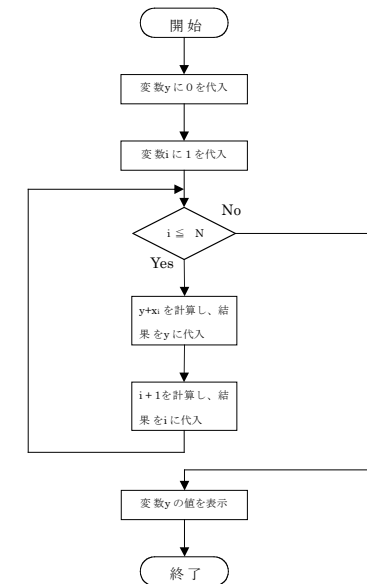 開始
変数yに0を代入
変数iに1を代入
i ≦ N
No
Yes
y+xᵢを計算し、結
果をyに代入
i+1を計算し、結
果をiに代入
変数yの値を表示
終了